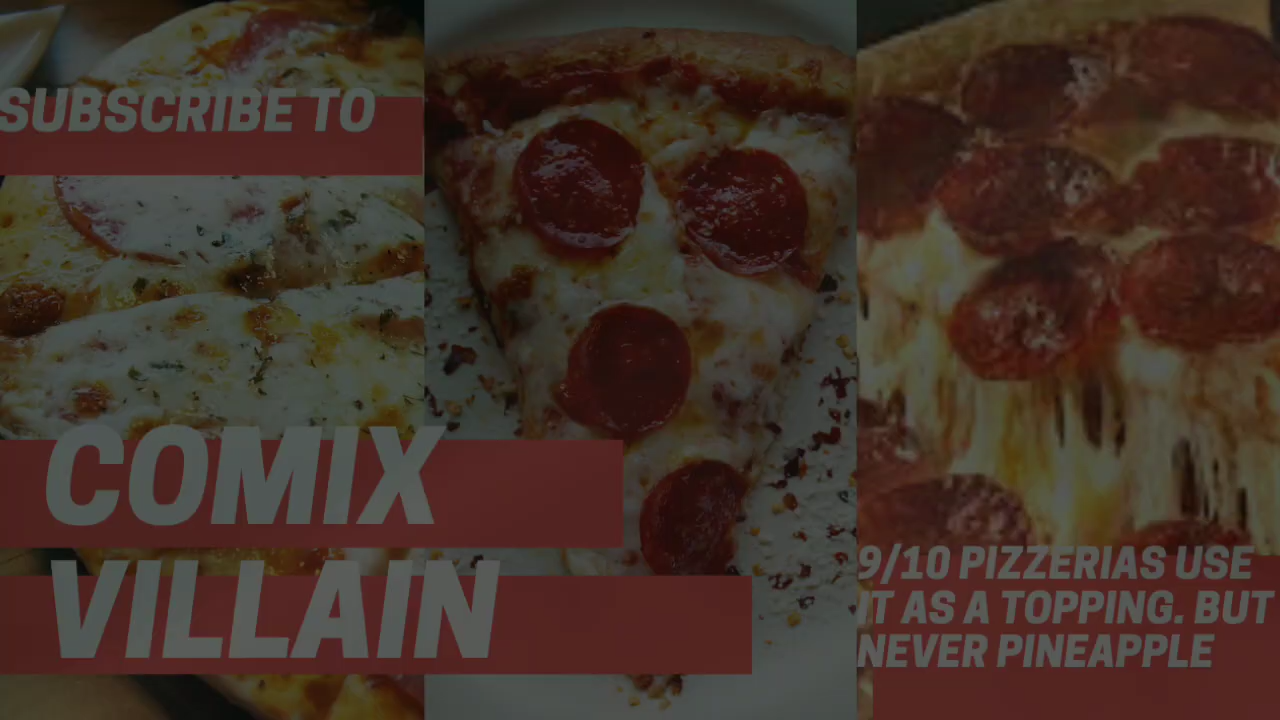 SUBSCRIBE TO
COMIX
VILLAIN
9/10 PIZZERIAS USE
IT AS A TOPPING. BUT
NEVER PINEAPPLE